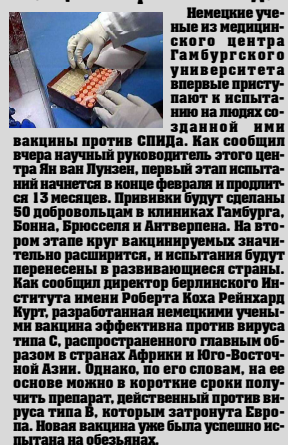 Немецкие уче-
ные из медицин-
ского центра
Гамбургского
университета
впервые присту-
пают к испыта-
нию на людях со-
зданной ими
вакцины против СПИДа. Как сообщил
вчера научный руководитель этого цен-
тра Ян ван Лунзен, первый этап испыта-
ний начнется в конце февраля и продлит-
ся 13 месяцев. Прививки будут сделаны
50 добровольцам в клиниках Гамбурга,
Бонна, Брюсселя и Антверпена. На вто-
ром этапе круг вакцинируемых значи-
тельно расширится, и испытания будут
перенесены в развивающиеся страны.
Как сообщил директор берлинского Ин-
ститута имени Роберта Коха Рейнхард
Курт, разработанная немецкими учены-
ми вакцина эффективна против вируса
типа С, распространенного главным об-
разом в странах Африки и Юго-Восточ-
ной Азии. Однако, по его словам, на ее
основе можно в короткие сроки полу-
чить препарат, действенный против ви-
руса типа В, которым затронута Евро-
па. Новая вакцина уже была успешно ис-
пытана на обезьянах.